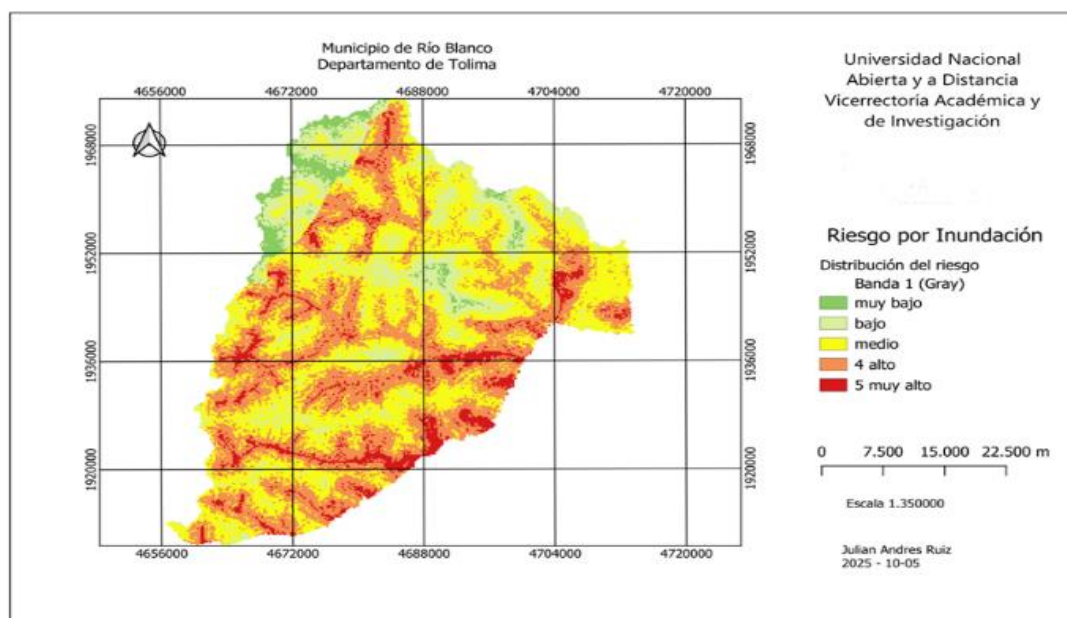 Municipio de Río Blanco
Departamento de Tolima
4656000 4672000 4688000 4704000 4720000
1968000 1968000
1952000 1952000
1936000 1936000
1920000 1920000
4656000 4672000 4688000 4704000 4720000
Universidad Nacional
Abierta y a Distancia
Vicerrectoría Académica y
de Investigación
Riesgo por Inundación
Distribución del riesgo
Banda 1 (Gray)
muy bajo
bajo
medio
4 alto
5 muy alto
0 7.500 15.000 22.500 m
Escala 1.350000
Julian Andres Ruiz
2025 - 10-05